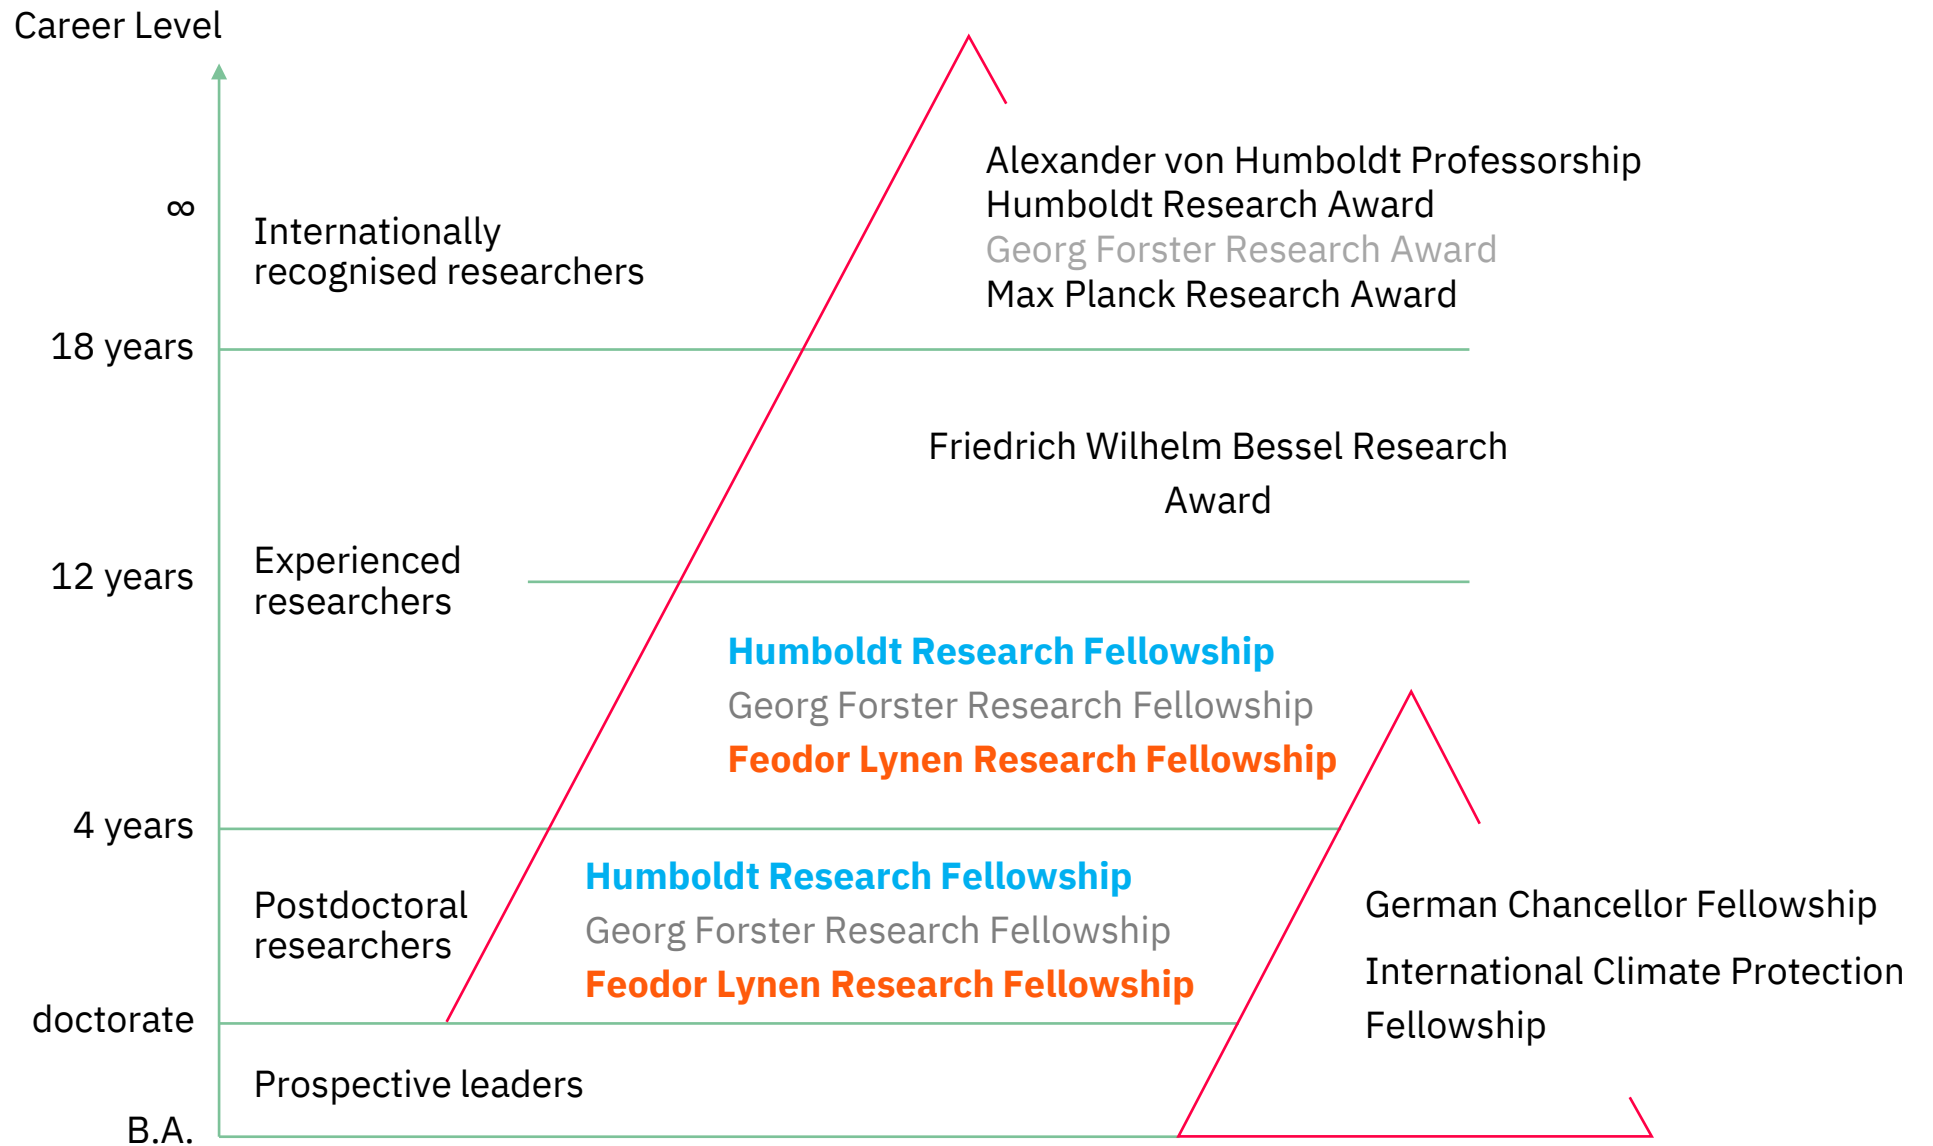 Career Level
∞
Internationally
recognised researchers
Alexander von Humboldt Professorship
Humboldt Research Award
Georg Forster Research Award
Max Planck Research Award
18 years
Friedrich Wilhelm Bessel Research
Award
12 years
Experienced
researchers
Humboldt Research Fellowship
Georg Forster Research Fellowship
Feodor Lynen Research Fellowship
4 years
Postdoctoral
researchers
Humboldt Research Fellowship
Georg Forster Research Fellowship
Feodor Lynen Research Fellowship
German Chancellor Fellowship
International Climate Protection
Fellowship
doctorate
Prospective leaders
B.A.